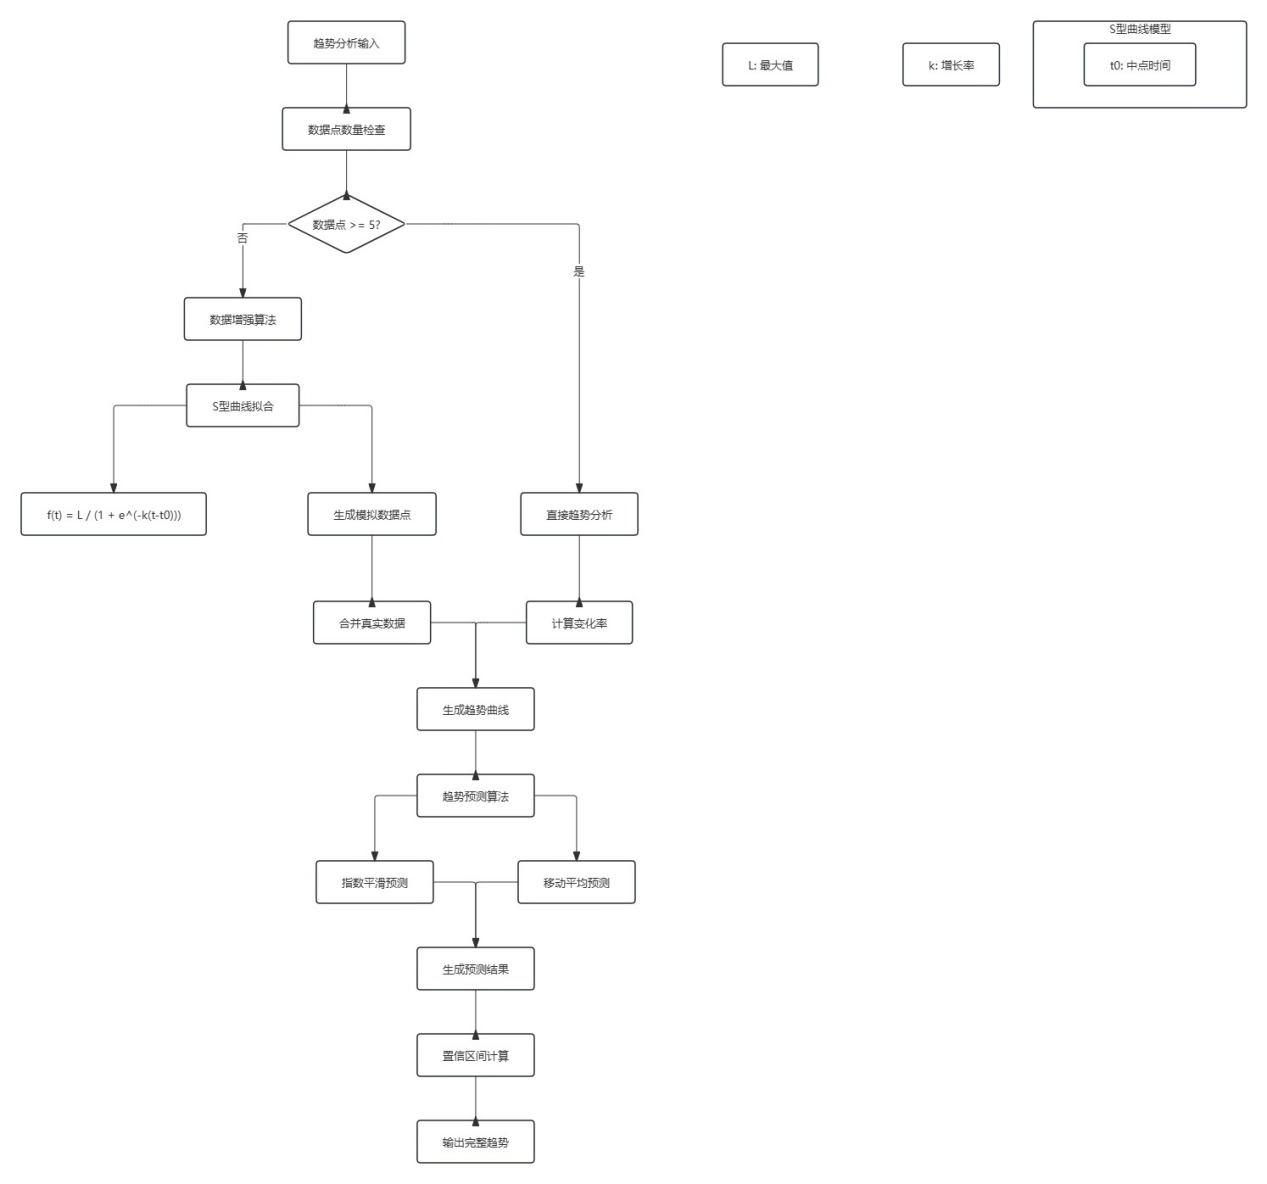 趋势分析输入
数据点数量检查
数据点 >= 5?
否
是
数据增强算法
S型曲线拟合
f(t) = L / (1 + e^(-k(t-t0)))
生成模拟数据点
直接趋势分析
合并真实数据
计算变化率
生成趋势曲线
趋势预测算法
指数平滑预测
移动平均预测
生成预测结果
置信区间计算
输出完整趋势
L: 最大值
k: 增长率
S型曲线模型
t0: 中点时间